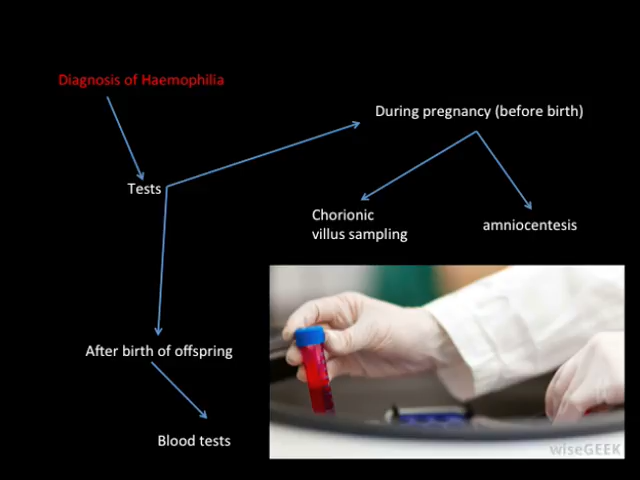 Diagnosis of Haemophilia
During pregnancy (before birth)
Tests
Chorionic
villus sampling
amniocentesis
After birth of offspring
Blood tests
wiseGEEK